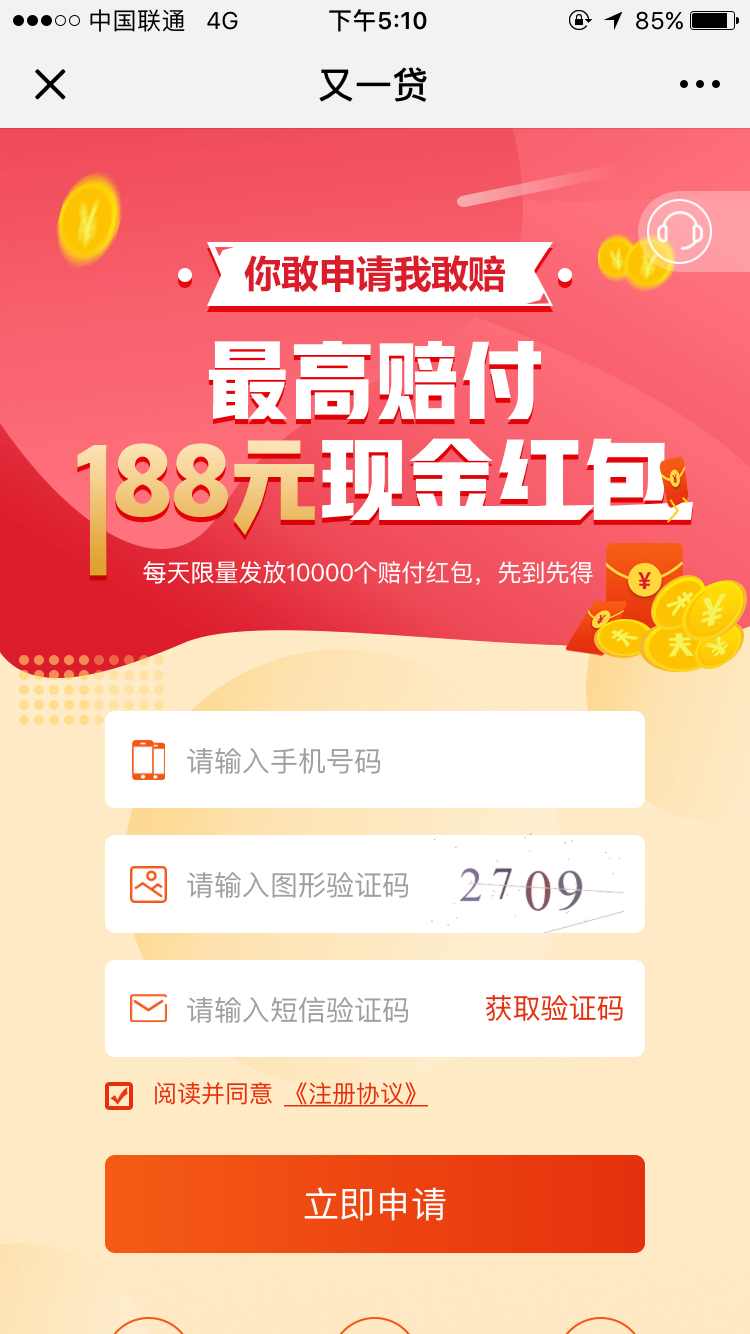 中国联通 4G 下午5:10 85%
又一贷
你敢申请我敢赔
最高赔付
188元现金红包
每天限量发放10000个赔付红包，先到先得
请输入手机号码
请输入图形验证码 2709
请输入短信验证码 获取验证码
阅读并同意 《注册协议》
立即申请